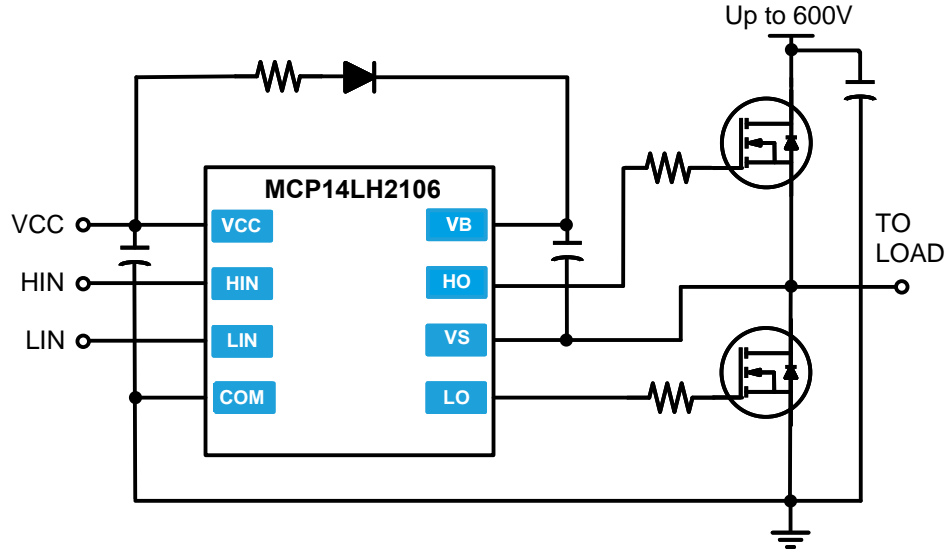 Up to 600V
MCP14LH2106
VCC
VCC
VB
TO
LOAD
HIN
HIN
HO
LIN
LIN
VS
COM
LO